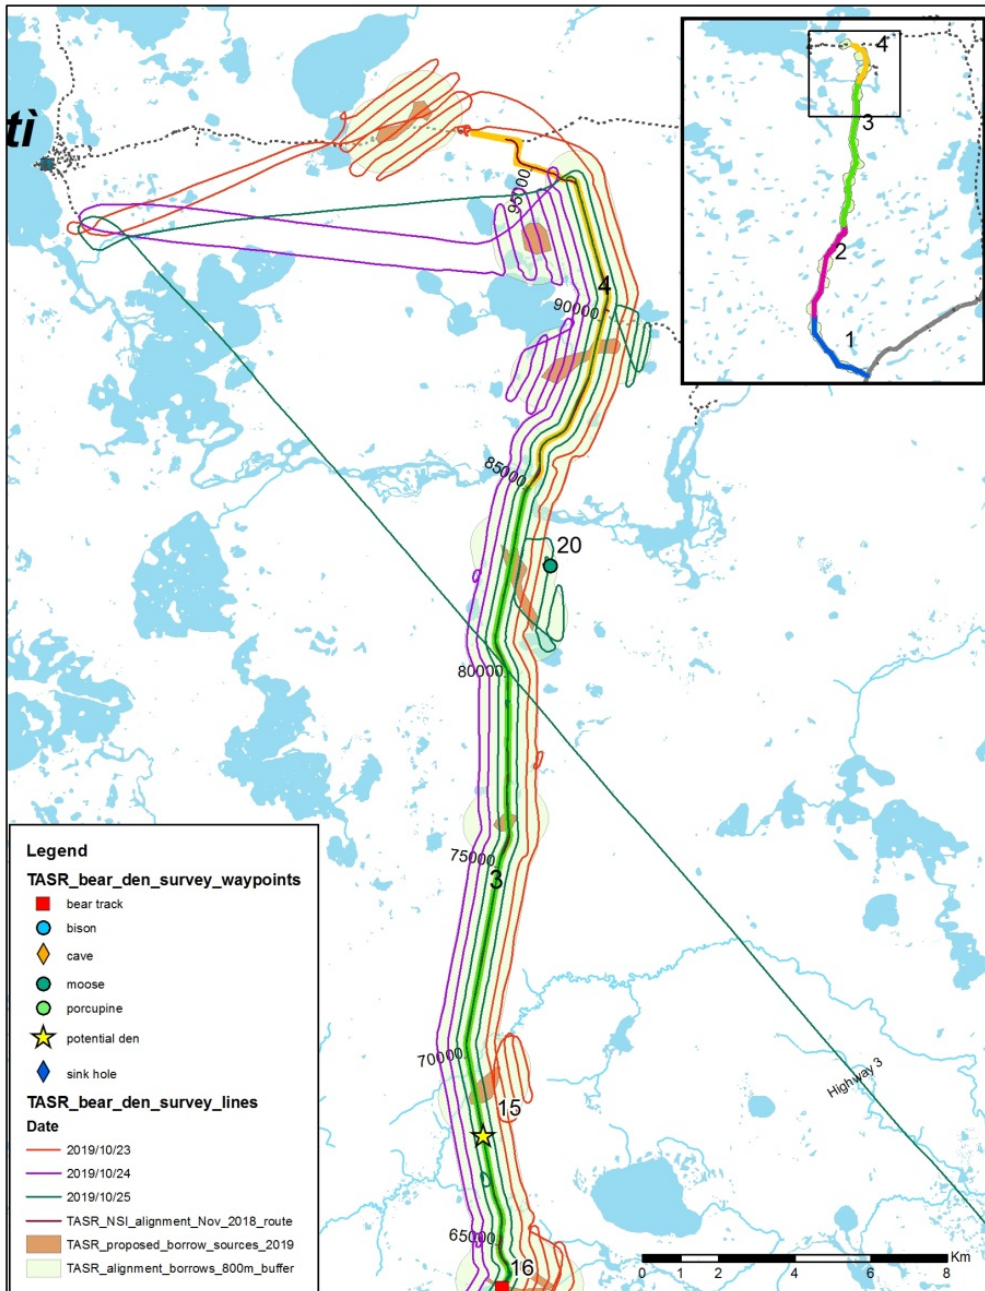 tì
4
3
2
1
95000
4
90000
85000
20
80000
75000
3
70000
15
65000
16
Highway 3
Km
0 2 4 6 8
Legend
TASR_bear_den_survey_waypoints
bear track
bison
cave
moose
porcupine
potential den
sink hole
TASR_bear_den_survey_lines
Date
2019/10/23
2019/10/24
2019/10/25
TASR_NSI_alignment_Nov_2018_route
TASR_proposed_borrow_sources_2019
TASR_alignment_borrows_800m_buffer